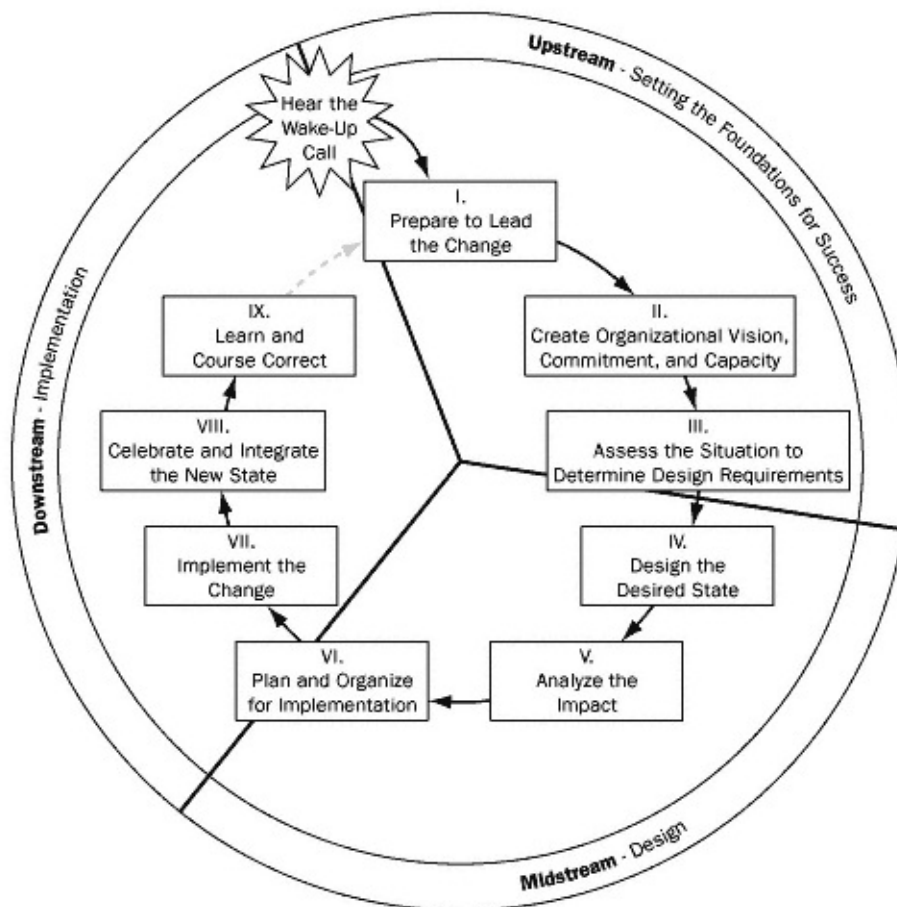 Upstream - Setting the Foundations for Success
Hear the
Wake-Up
Call
I.
Prepare to Lead
the Change
II.
Create Organizational Vision,
Commitment, and Capacity
III.
Assess the Situation to
Determine Design Requirements
IV.
Design the
Desired State
V.
Analyze the
Impact
VI.
Plan and Organize
for Implementation
VII.
Implement the
Change
VIII.
Celebrate and Integrate
the New State
IX.
Learn and
Course Correct
Midstream - Design
Downstream - Implementation